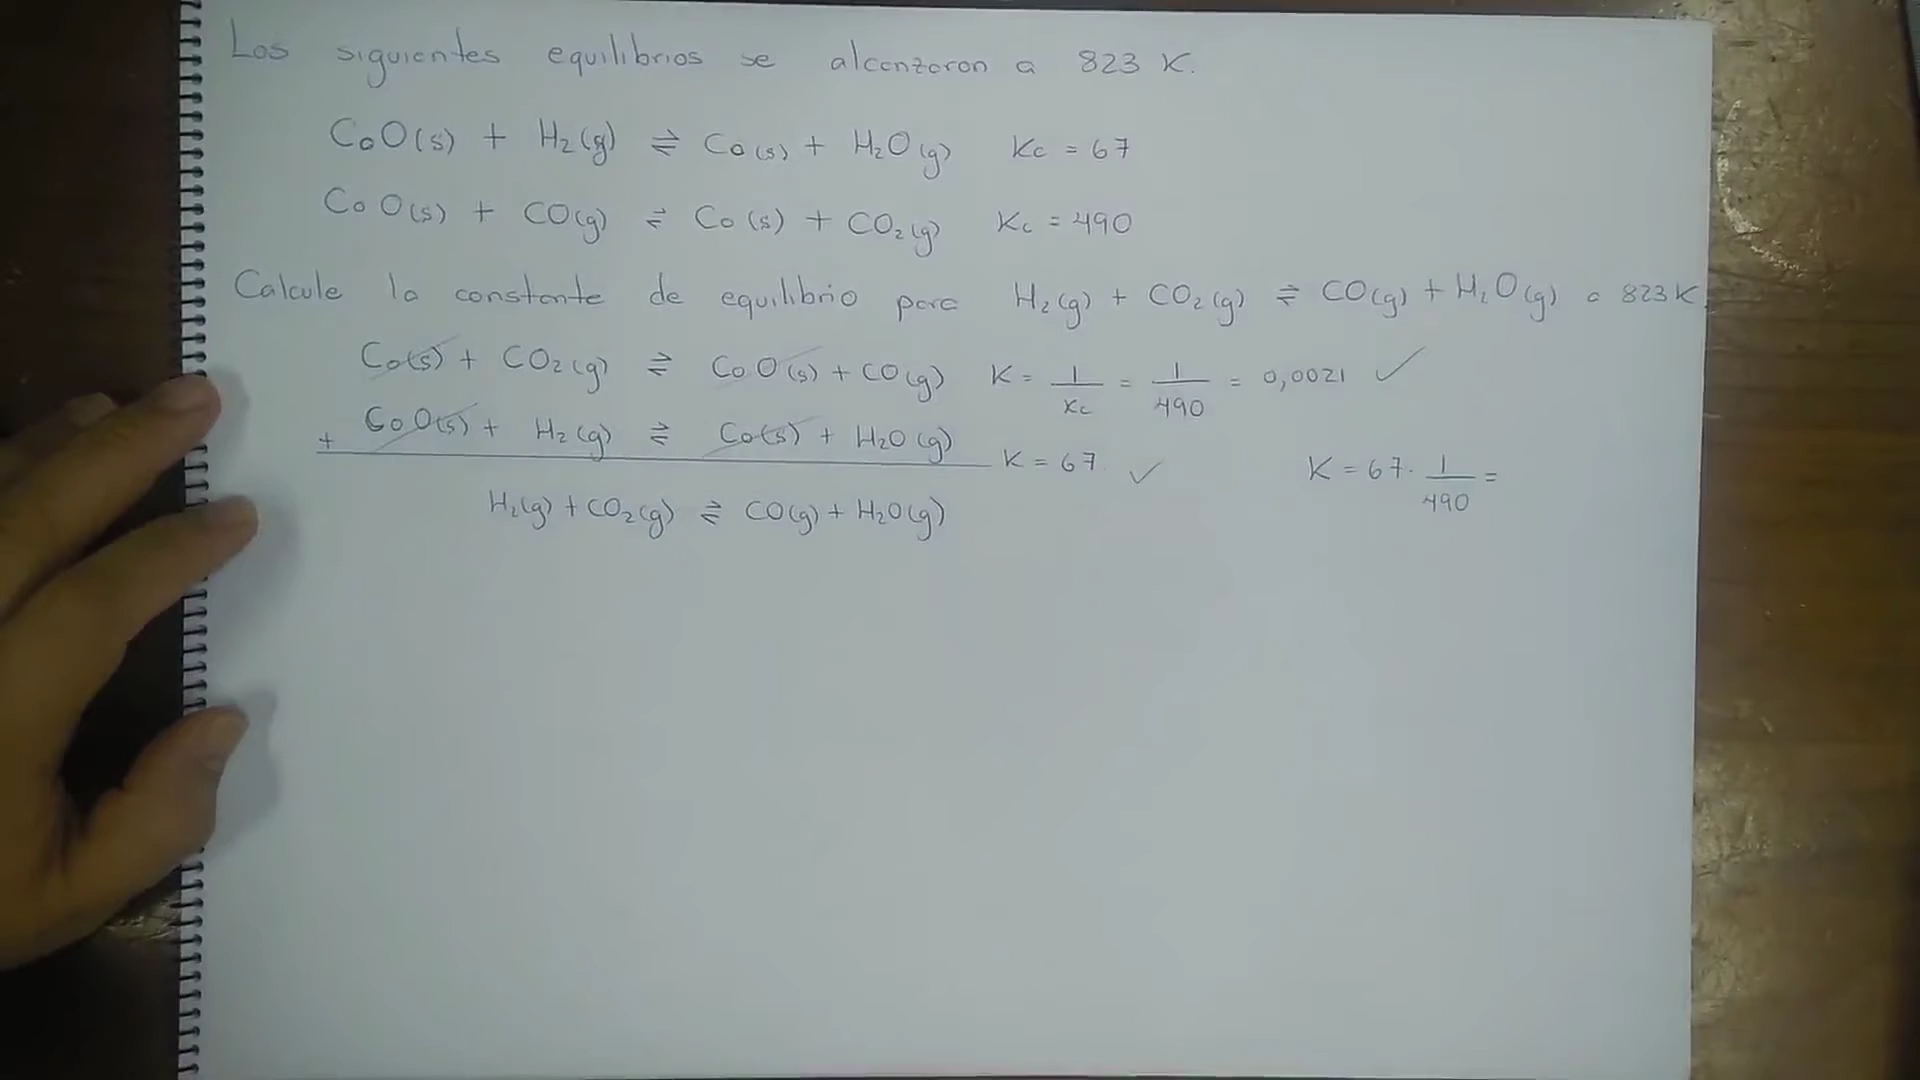 Los siguientes equilibrios se alcanzaron a 823 K.
CoO(s) + H₂(g) ⇌ Co(s) + H₂O(g) Kc = 67
CoO(s) + CO(g) ⇌ Co(s) + CO₂(g) Kc = 490
Calcule la constante de equilibrio para H₂(g) + CO₂(g) ⇌ CO(g) + H₂O(g) a 823K
Co(s) + CO₂(g) ⇌ CoO(s) + CO(g) K = 1/Kc = 1/490 = 0,0021 ✓
+ CoO(s) + H₂(g) ⇌ Co(s) + H₂O(g) K = 67. ✓ K = 67 · 1/490 =
H₂(g) + CO₂(g) ⇌ CO(g) + H₂O(g)